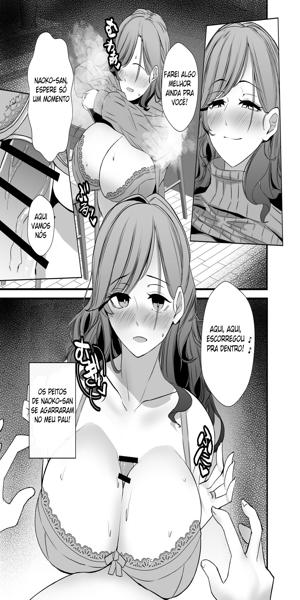 FAREI ALGO
MELHOR
AINDA PRA
VOCÊ!
NAOKO-SAN,
ESPERE SÓ
UM MOMENTO
AQUI
VAMOS
NÓS
AQUI, AQUI,
ESCORREGOU
PRA DENTRO! ♪
OS PEITOS
DE NAOKO-SAN
SE AGARRARAM
NO MEU PAU!